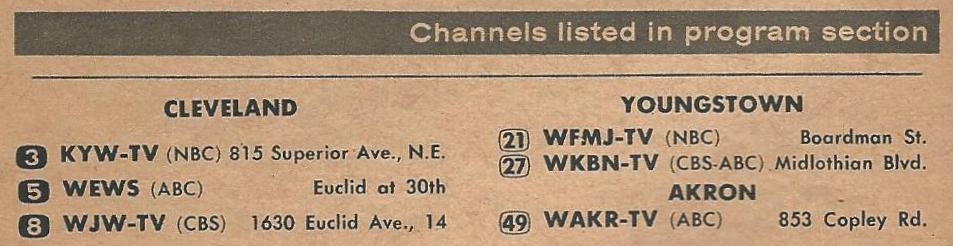 Channels listed in program section
CLEVELAND
3 KYW-TV (NBC) 815 Superior Ave., N.E.
5 WEWS (ABC) Euclid at 30th
8 WJW-TV (CBS) 1630 Euclid Ave., 14
YOUNGSTOWN
21 WFMJ-TV (NBC) Boardman St.
27 WKBN-TV (CBS-ABC) Midlothian Blvd.
AKRON
49 WAKR-TV (ABC) 853 Copley Rd.